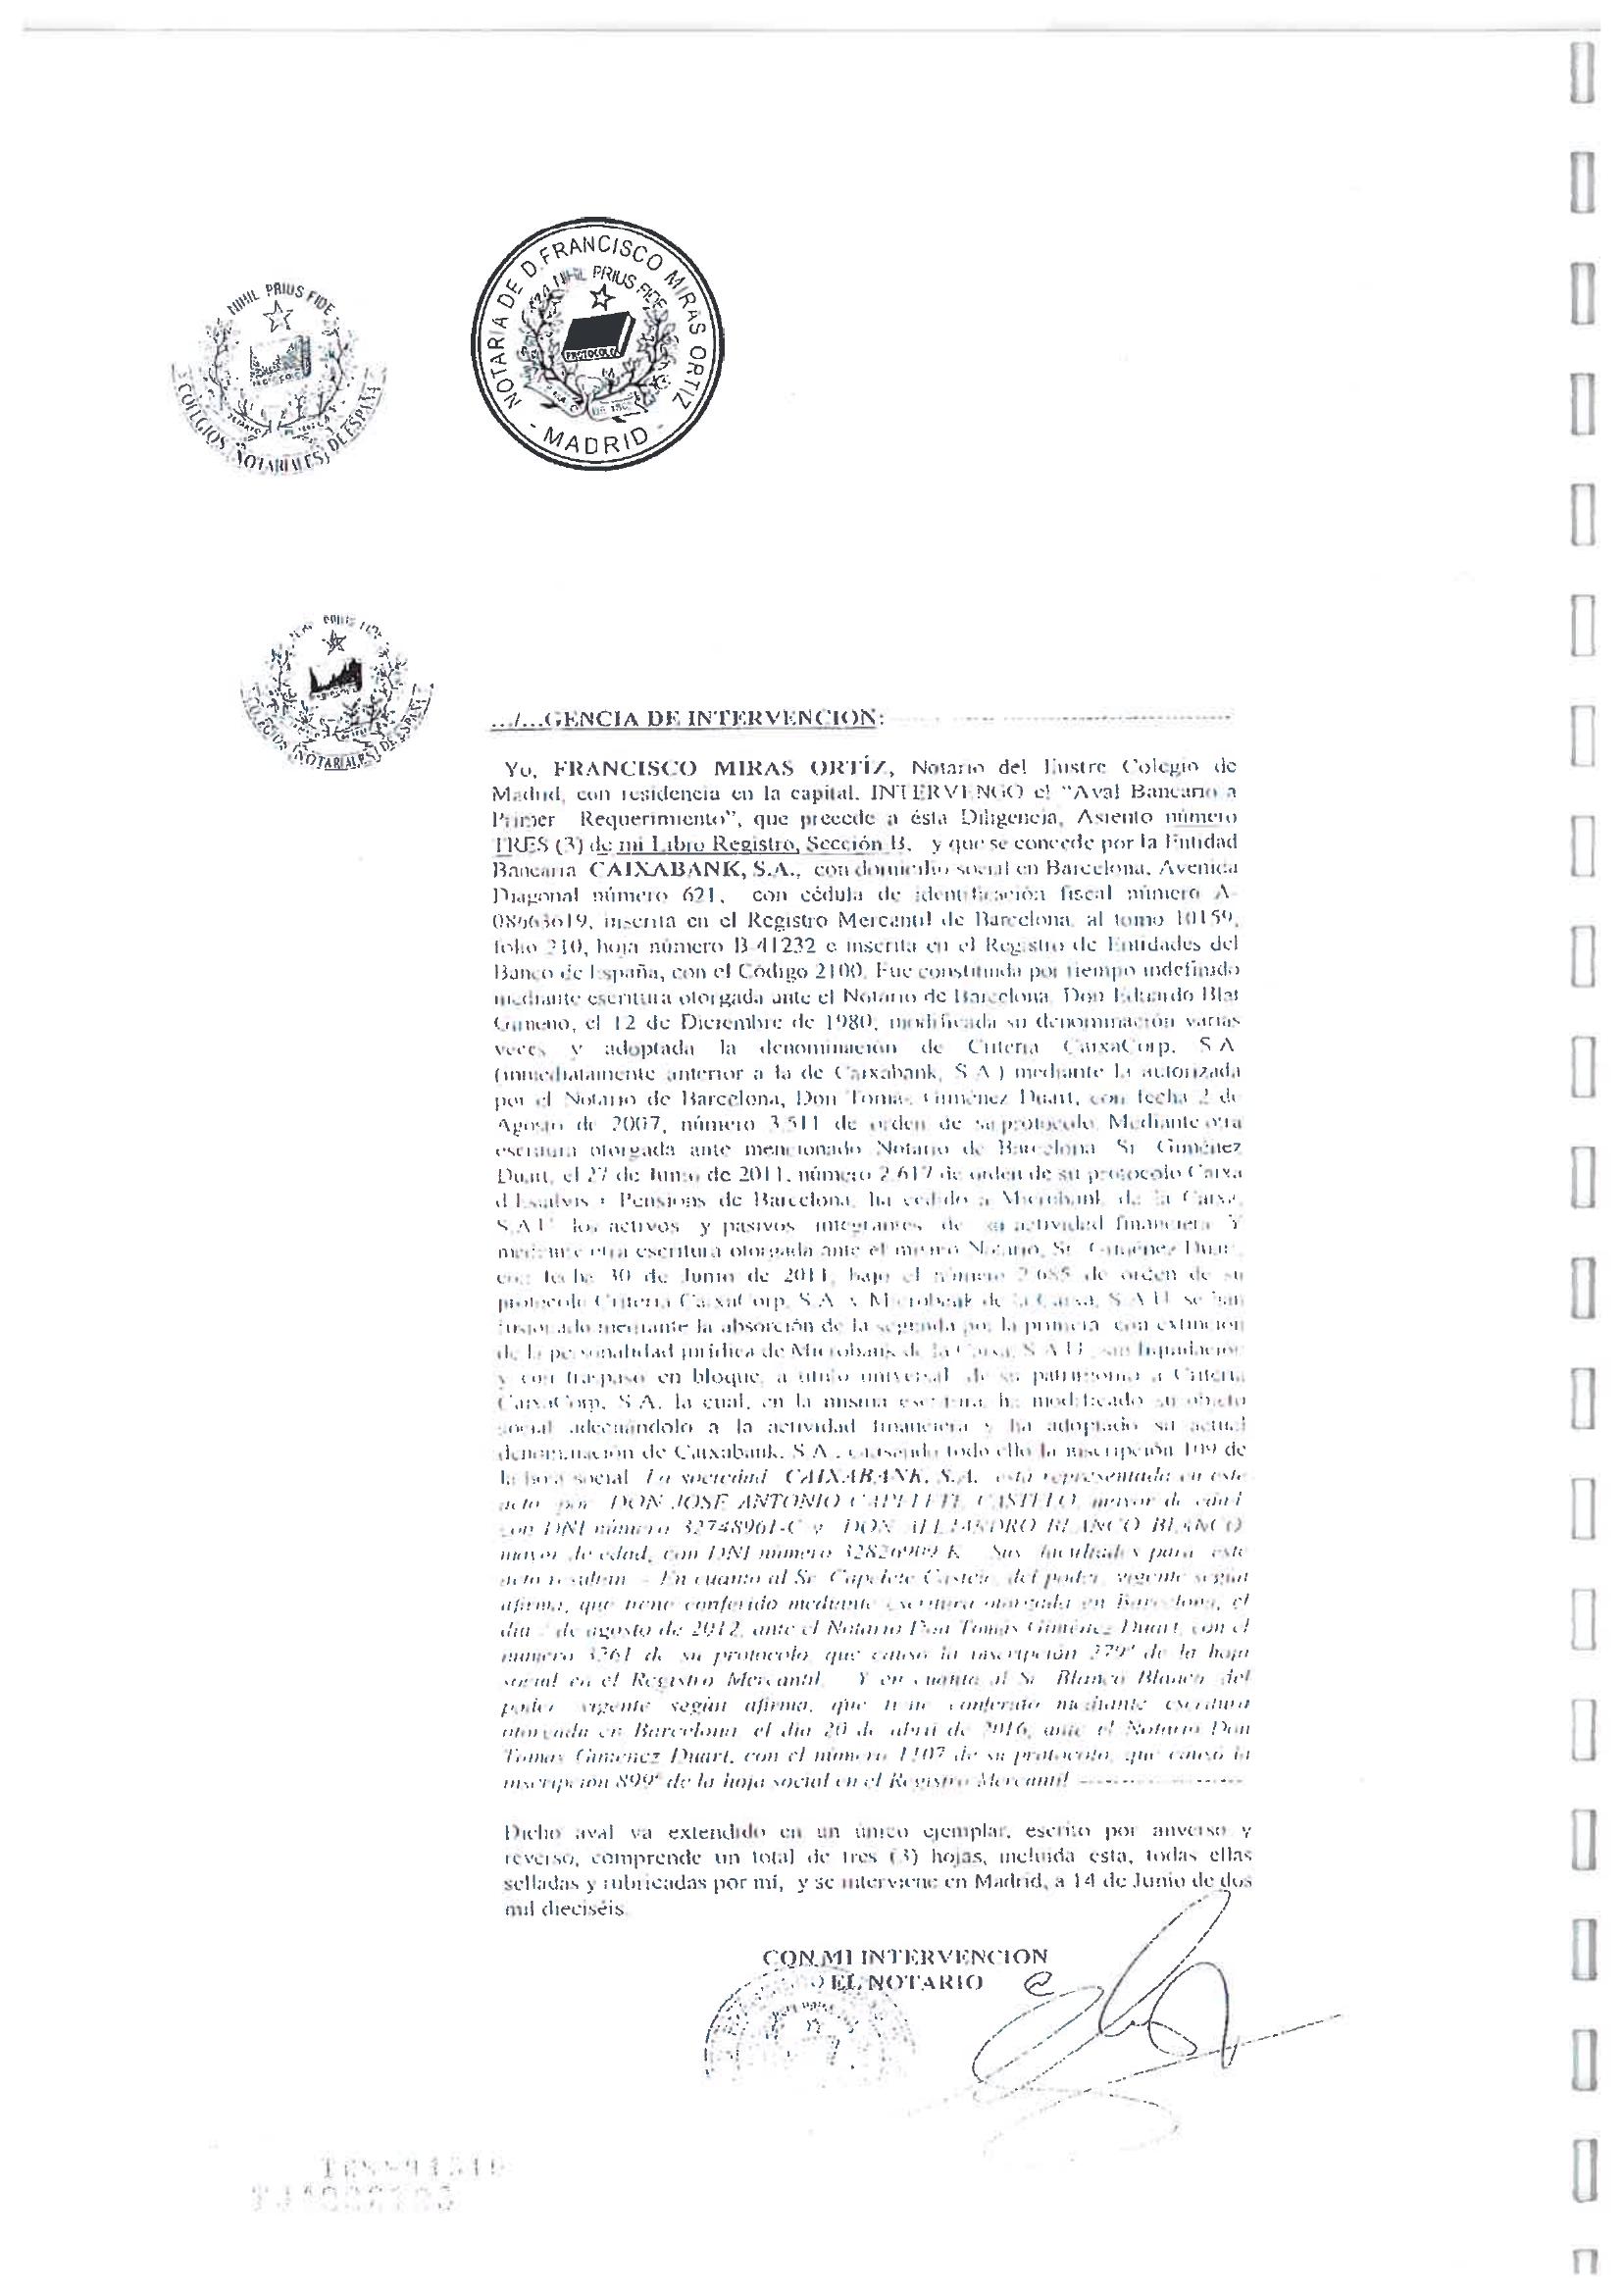 NIHIL PRIUS FIDE
COLEGIOS NOTARIALES DE ESPAÑA
NOTARIA DE D. FRANCISCO MIRAS ORTIZ
NIHIL PRIUS FIDE
PROTOCOLO
- MADRID -
COLEGIOS NOTARIALES DE ESPAÑA
.../...GENCIA DE INTERVENCION:
Yo, FRANCISCO MIRAS ORTÍZ, Notario del Ilustre Colegio de
Madrid, con residencia en la capital. INTERVENGO el "Aval Bancario a
Primer Requerimiento", que precede a ésta Diligencia, Asiento número
TRES (3) de mi Libro Registro, Sección B, y que se concede por la Entidad
Bancaria CAIXABANK, S.A., con domicilio social en Barcelona, Avenida
Diagonal número 621, con cédula de identificación fiscal número A-
08663619, inscrita en el Registro Mercantil de Barcelona, al tomo 10159,
folio 210, hoja número B-41232 e inscrita en el Registro de Entidades del
Banco de España, con el Código 2100. Fue constituida por tiempo indefinido
mediante escritura otorgada ante el Notario de Barcelona, Don Eduardo Blat
Gimeno, el 12 de Diciembre de 1980, modificada su denominación varias
veces y adoptada la denominación de Criteria CaixaCorp, S.A.
(inmediatamente anterior a la de Caixabank, S.A.) mediante la autorizada
por el Notario de Barcelona, Don Tomás Giménez Duart, con fecha 2 de
Agosto de 2007, número 3.511 de orden de su protocolo. Mediante otra
escritura otorgada ante mencionado Notario de Barcelona Sr. Giménez
Duart, el 27 de Junio de 2011, número 2.617 de orden de su protocolo Caixa
d'Estalvis i Pensions de Barcelona, ha cedido a Microbank de la Caixa,
S.A.U. los activos y pasivos integrantes de su actividad financiera. Y
mediante otra escritura otorgada ante el mismo Notario, Sr. Giménez Duart,
con fecha 30 de Junio de 2011, bajo el número 2.685 de orden de su
protocolo Criteria CaixaCorp, S.A. y Microbank de la Caixa, S.A.U. se han
fusionado mediante la absorción de la segunda por la primera, con extinción
de la personalidad jurídica de Microbank de la Caixa, S.A.U., sin liquidación
y con traspaso en bloque, a título universal, de su patrimonio a Criteria
CaixaCorp, S.A. la cual, en la misma escritura, ha modificado su objeto
social adecuándolo a la actividad financiera y ha adoptado su actual
denominación de Caixabank, S.A., causando todo ello la inscripción 109 de
la hoja social. La sociedad CAIXABANK, S.A. está representada en este
acto por DON JOSE ANTONIO CAPELETE CASTELO, mayor de edad
con DNI número 32748961-C y DON ALEJANDRO BLANCO BLANCO
mayor de edad, con DNI número 32826909-K. Sus facultades para este
acto resultan: - En cuanto al Sr. Capelete Castelo, del poder, vigente según
afirma, que tiene conferido mediante escritura otorgada en Barcelona, el
día de agosto de 2012, ante el Notario Don Tomás Giménez Duart, con el
número 3261 de su protocolo, que causó la inscripción 279ª de la hoja
social en el Registro Mercantil. Y en cuanto al Sr. Blanco Blanco del
poder, vigente según afirma, que tiene conferido mediante escritura
otorgada en Barcelona, el día 20 de abril de 2016, ante el Notario Don
Tomás Giménez Duart, con el número 1107 de su protocolo, que causó la
inscripción 899ª de la hoja social en el Registro Mercantil.
Dicho aval va extendido en un único ejemplar, escrito por anverso y
reverso, comprende un total de tres (3) hojas, incluida esta, todas ellas
selladas y rubricadas por mí, y se interviene en Madrid, a 14 de Junio de dos
mil dieciséis.
CON MI INTERVENCION
EL NOTARIO